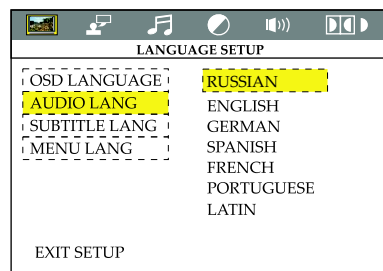 LANGUAGE SETUP
OSD LANGUAGE
AUDIO LANG
SUBTITLE LANG
MENU LANG
RUSSIAN
ENGLISH
GERMAN
SPANISH
FRENCH
PORTUGUESE
LATIN
EXIT SETUP